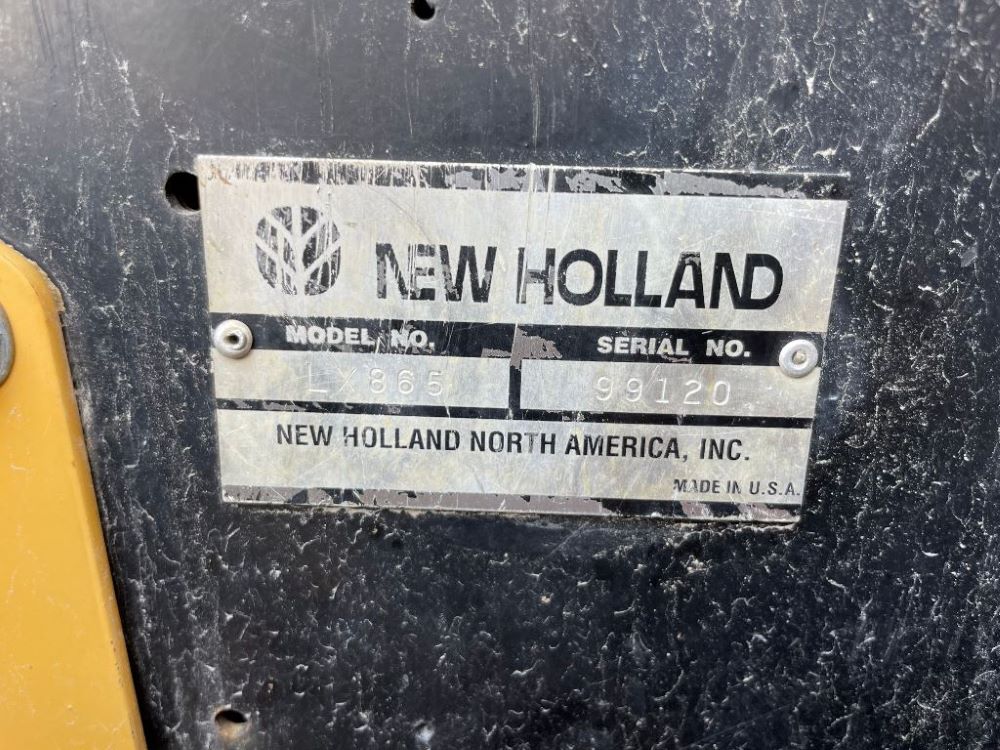 NEW HOLLAND
MODEL NO. SERIAL NO.
LX865 99120
NEW HOLLAND NORTH AMERICA, INC.
MADE IN U.S.A.